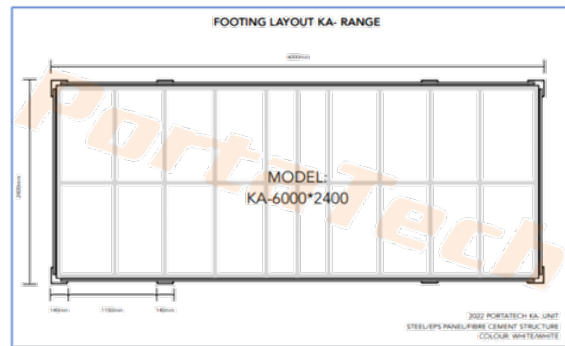 FOOTING LAYOUT KA- RANGE
6000mm
PortaTech
2400mm
MODEL:
KA-6000*2400
140mm
1150mm
140mm
2022 PORTATECH KA- UNIT
STEEL/EPS PANEL/FIBRE CEMENT STRUCTURE
COLOUR: WHITE/WHITE